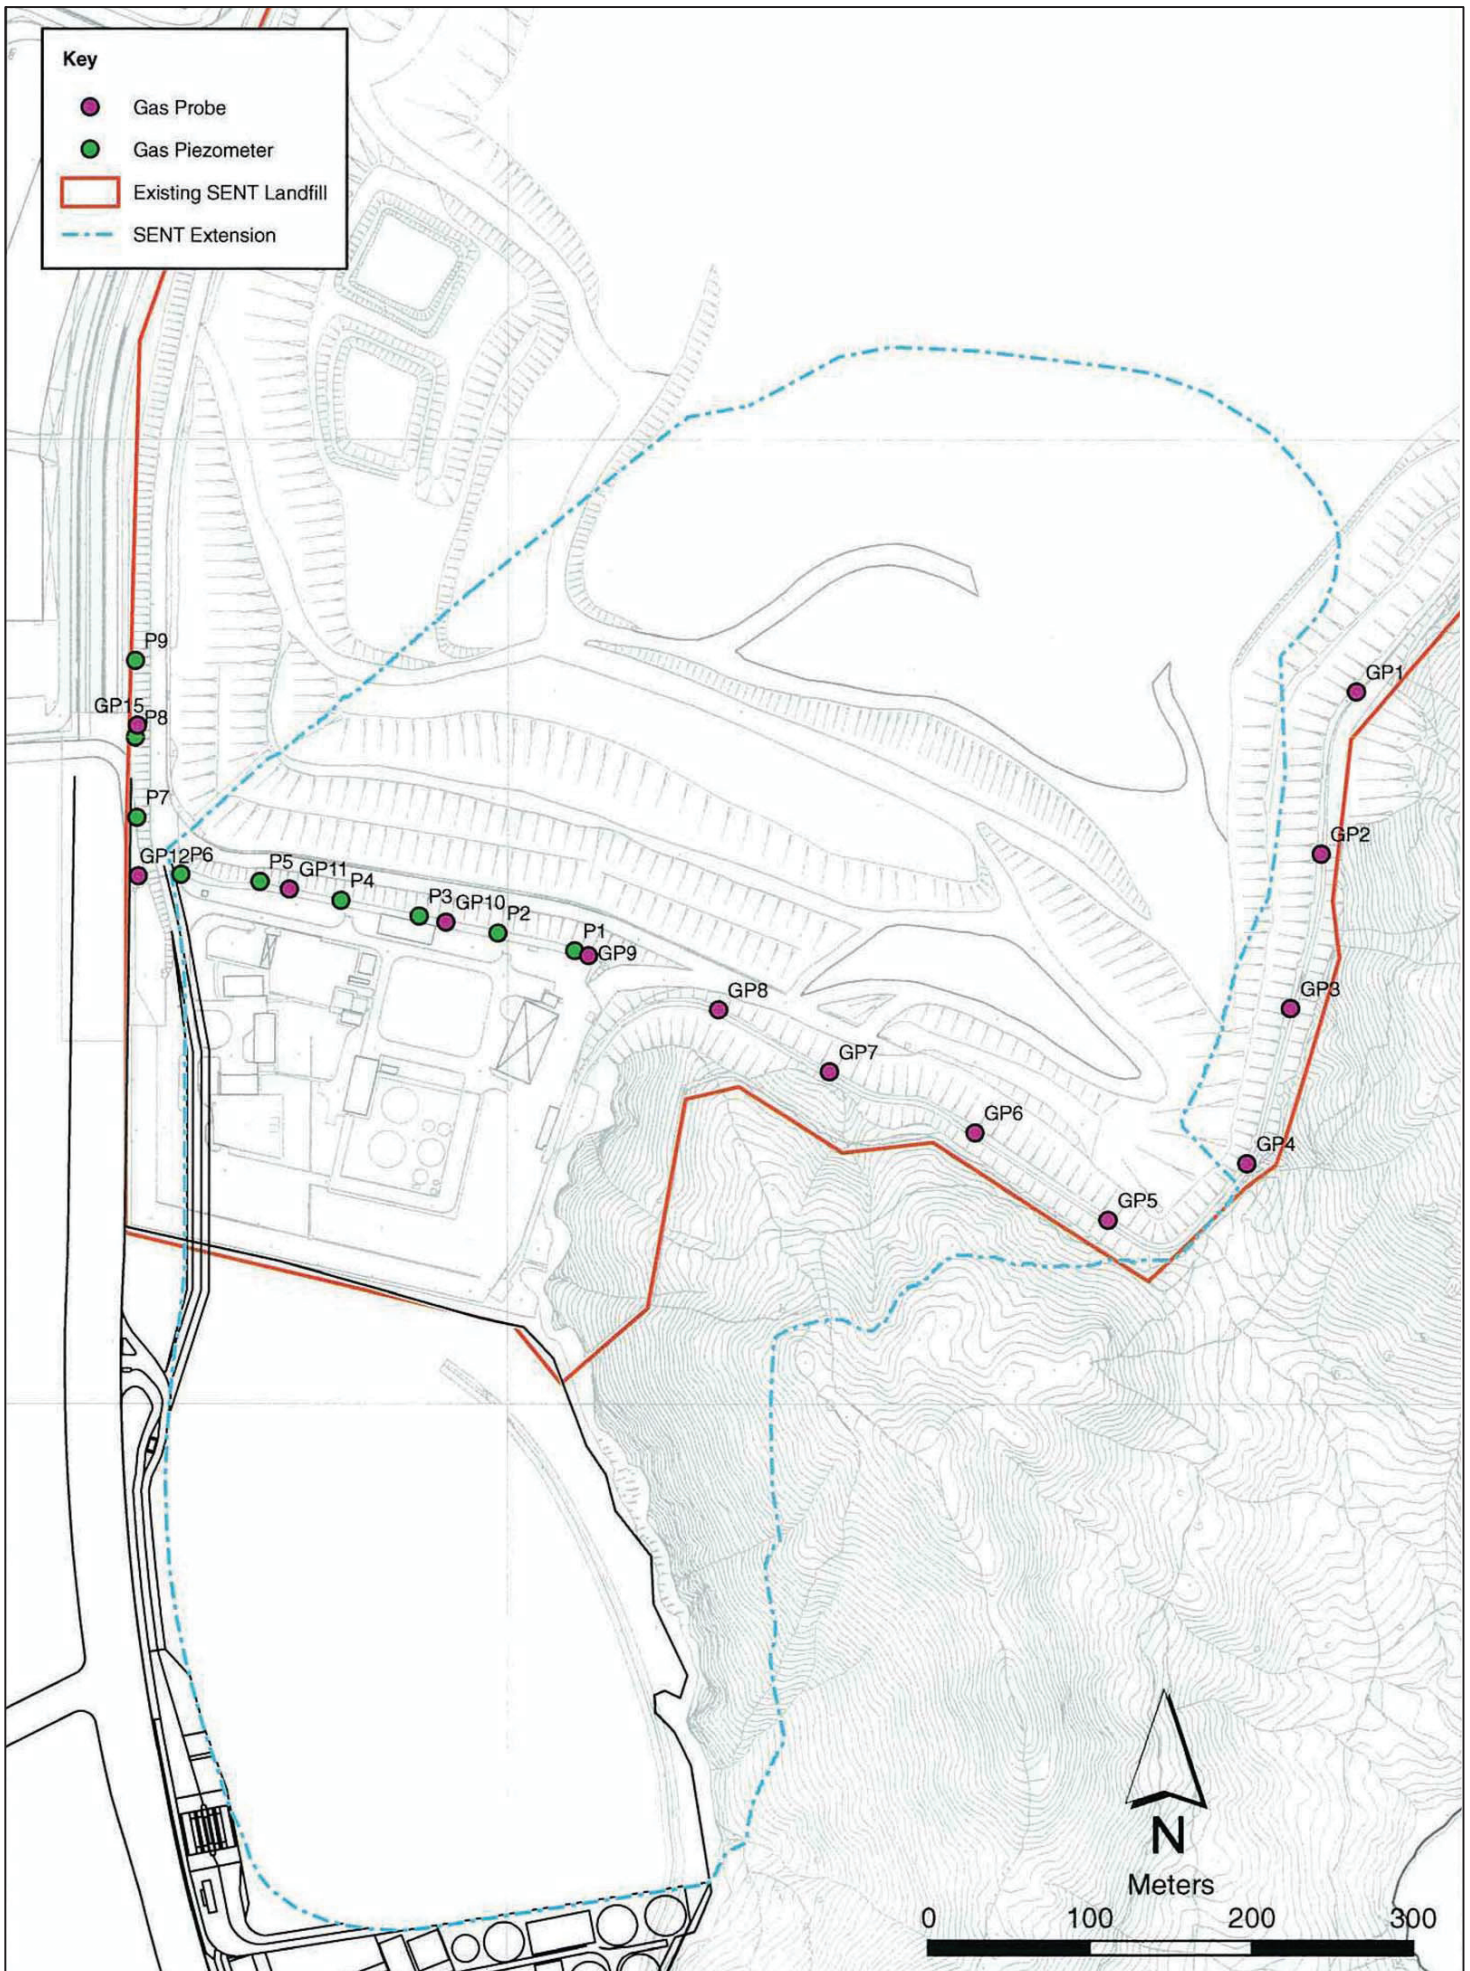 Key
Gas Probe
Gas Piezometer
Existing SENT Landfill
SENT Extension
P9
GP1
GP15
P8
P7
GP2
GP12
P6
P5
GP11
P4
P3
GP10
P2
P1
GP9
GP8
GP3
GP7
GP6
GP4
GP5
N
Meters
0 100 200 300